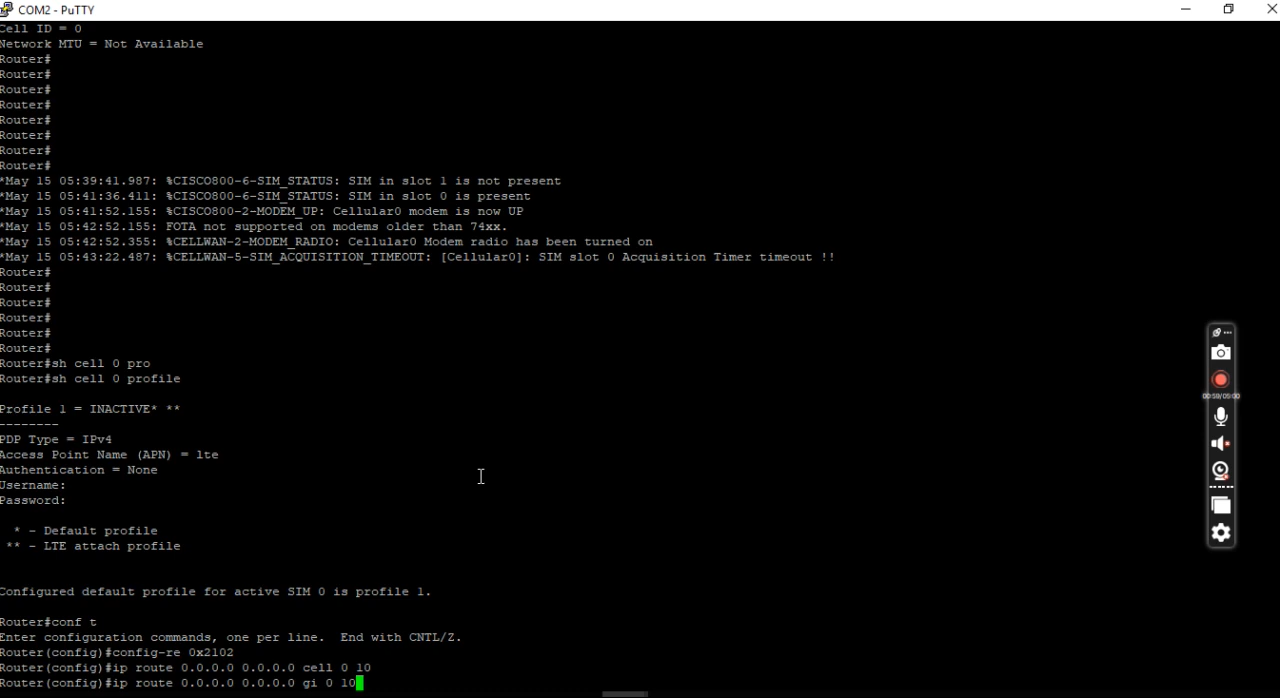 COM2 - PuTTY
Cell ID = 0
Network MTU = Not Available
Router#
Router#
Router#
Router#
Router#
Router#
Router#
Router#
*May 15 05:39:41.987: %CISCO800-6-SIM_STATUS: SIM in slot 1 is not present
*May 15 05:41:36.411: %CISCO800-6-SIM_STATUS: SIM in slot 0 is present
*May 15 05:41:52.155: %CISCO800-2-MODEM_UP: Cellular0 modem is now UP
*May 15 05:42:52.155: FOTA not supported on modems older than 74xx.
*May 15 05:42:52.355: %CELLWAN-2-MODEM_RADIO: Cellular0 Modem radio has been turned on
*May 15 05:43:22.487: %CELLWAN-5-SIM_ACQUISITION_TIMEOUT: [Cellular0]: SIM slot 0 Acquisition Timer timeout !!
Router#
Router#
Router#
Router#
Router#
Router#
Router#sh cell 0 pro
Router#sh cell 0 profile
Profile 1 = INACTIVE* **
--------
PDP Type = IPv4
Access Point Name (APN) = lte
Authentication = None
Username:
Password:
* - Default profile
** - LTE attach profile
Configured default profile for active SIM 0 is profile 1.
Router#conf t
Enter configuration commands, one per line.  End with CNTL/Z.
Router(config)#config-re 0x2102
Router(config)#ip route 0.0.0.0 0.0.0.0 cell 0 10
Router(config)#ip route 0.0.0.0 0.0.0.0 gi 0 10
00:59/05:00